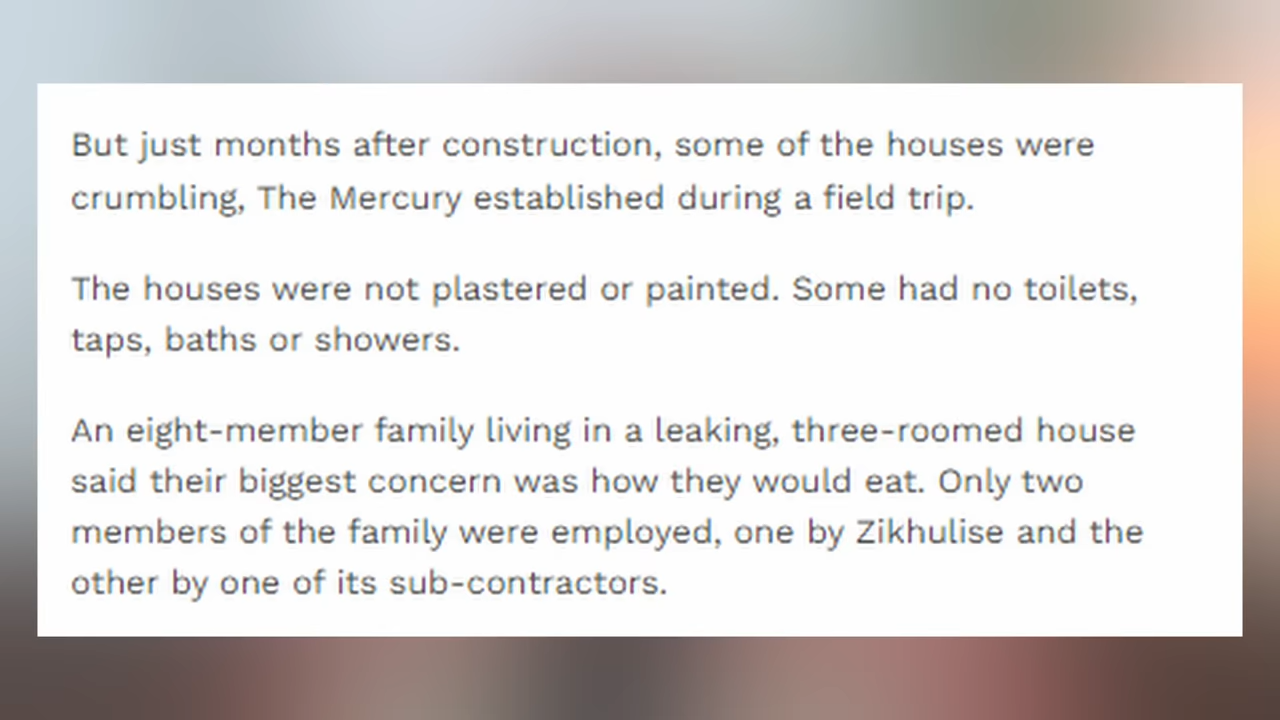 But just months after construction, some of the houses were
crumbling, The Mercury established during a field trip.
The houses were not plastered or painted. Some had no toilets,
taps, baths or showers.
An eight-member family living in a leaking, three-roomed house
said their biggest concern was how they would eat. Only two
members of the family were employed, one by Zikhulise and the
other by one of its sub-contractors.